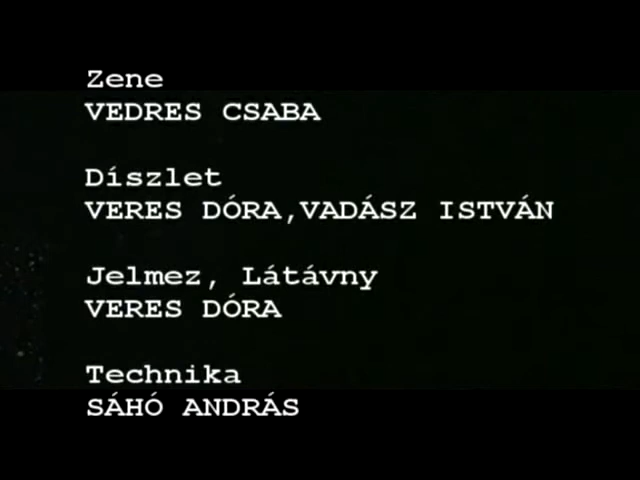 Zene
VEDRES CSABA
Díszlet
VERES DÓRA,VADÁSZ ISTVÁN
Jelmez, Látávny
VERES DÓRA
Technika
SÁHÓ ANDRÁS